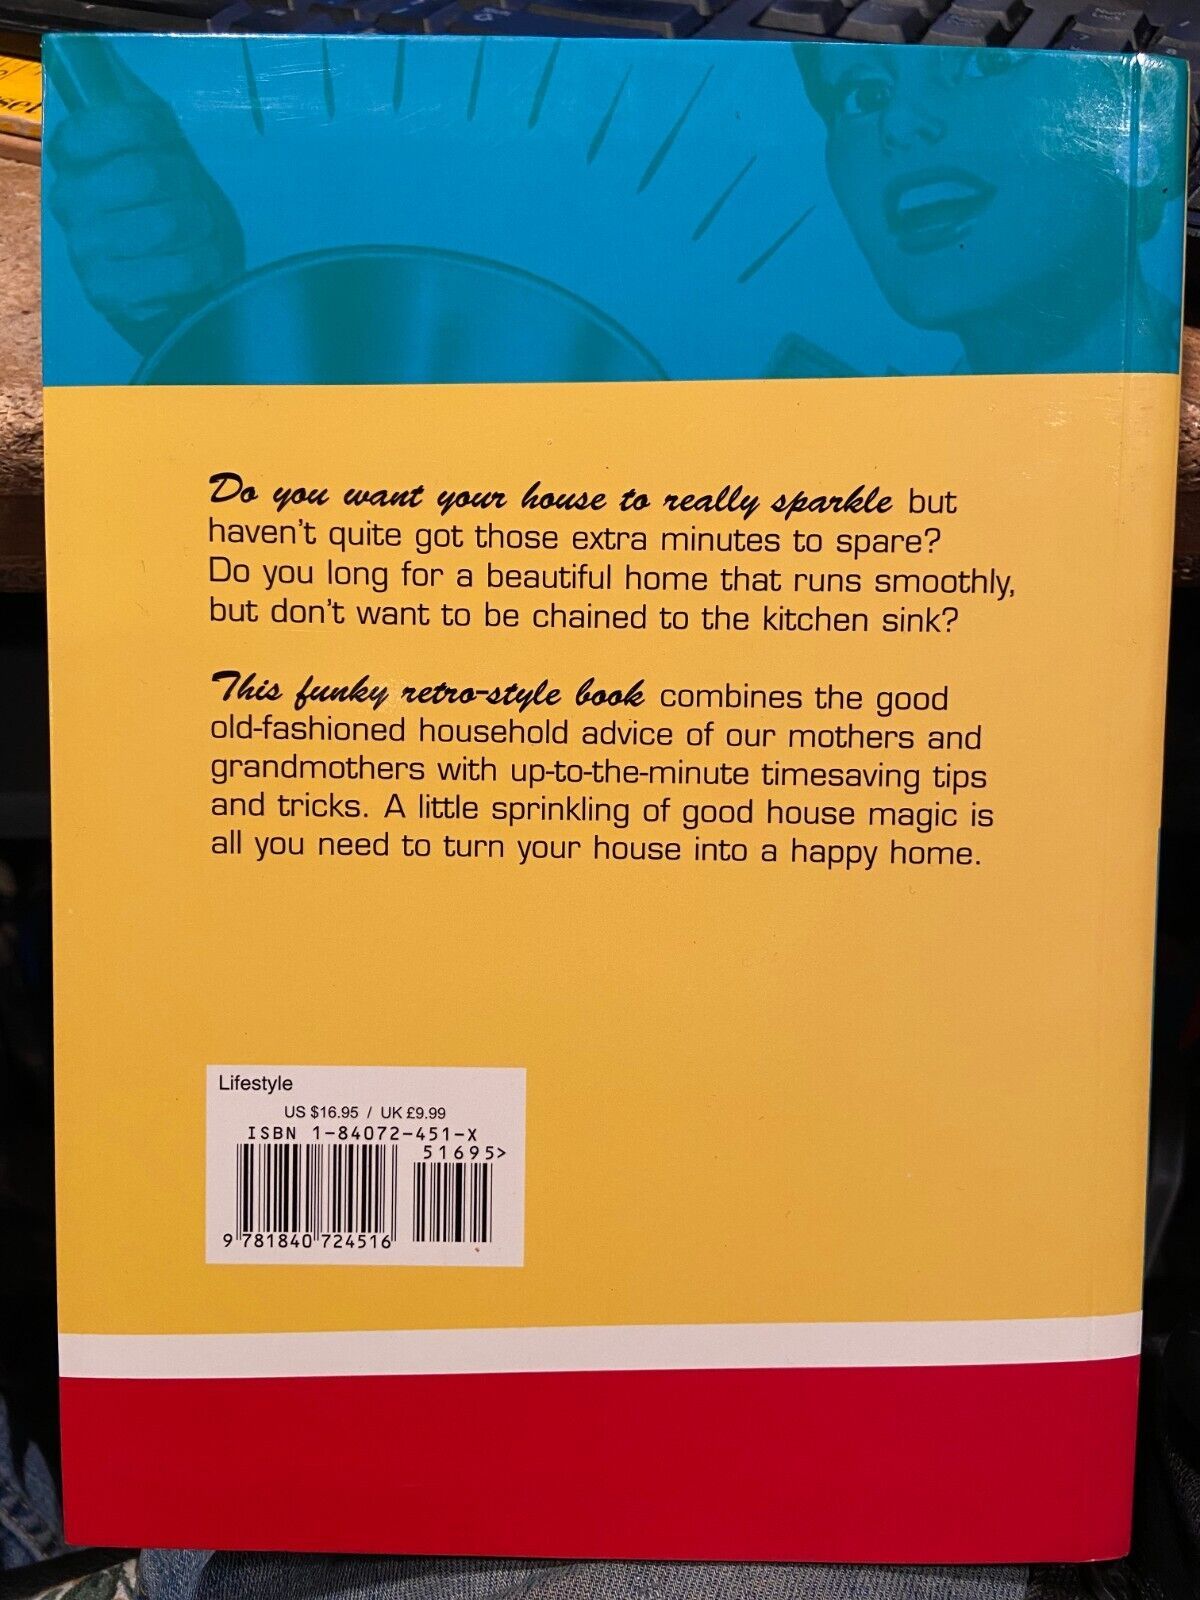 Do you want your house to really sparkle but
haven't quite got those extra minutes to spare?
Do you long for a beautiful home that runs smoothly,
but don't want to be chained to the kitchen sink?
This funky retro-style book combines the good
old-fashioned household advice of our mothers and
grandmothers with up-to-the-minute timesaving tips
and tricks. A little sprinkling of good house magic is
all you need to turn your house into a happy home.
Lifestyle
US $16.95 / UK £9.99
ISBN 1-84072-451-X
51695>
9 781840 724516